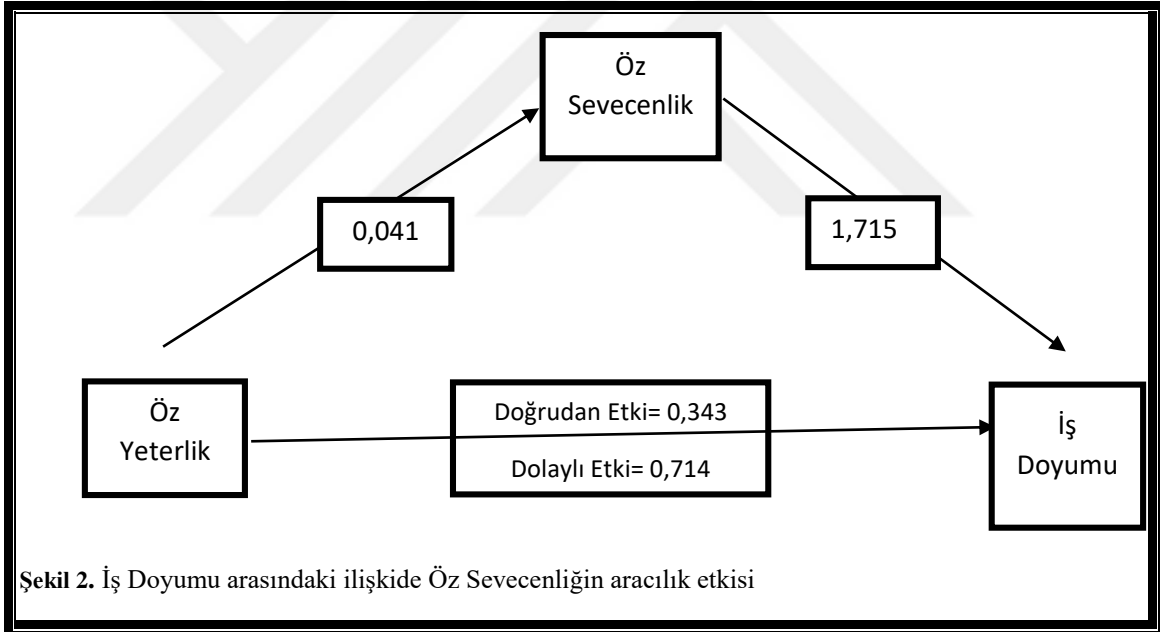 Öz
Sevecenlik
0,041
1,715
Öz
Yeterlik
Doğrudan Etki= 0,343
Dolaylı Etki= 0,714
İş
Doyumu
Şekil 2. İş Doyumu arasındaki ilişkide Öz Sevecenliğin aracılık etkisi